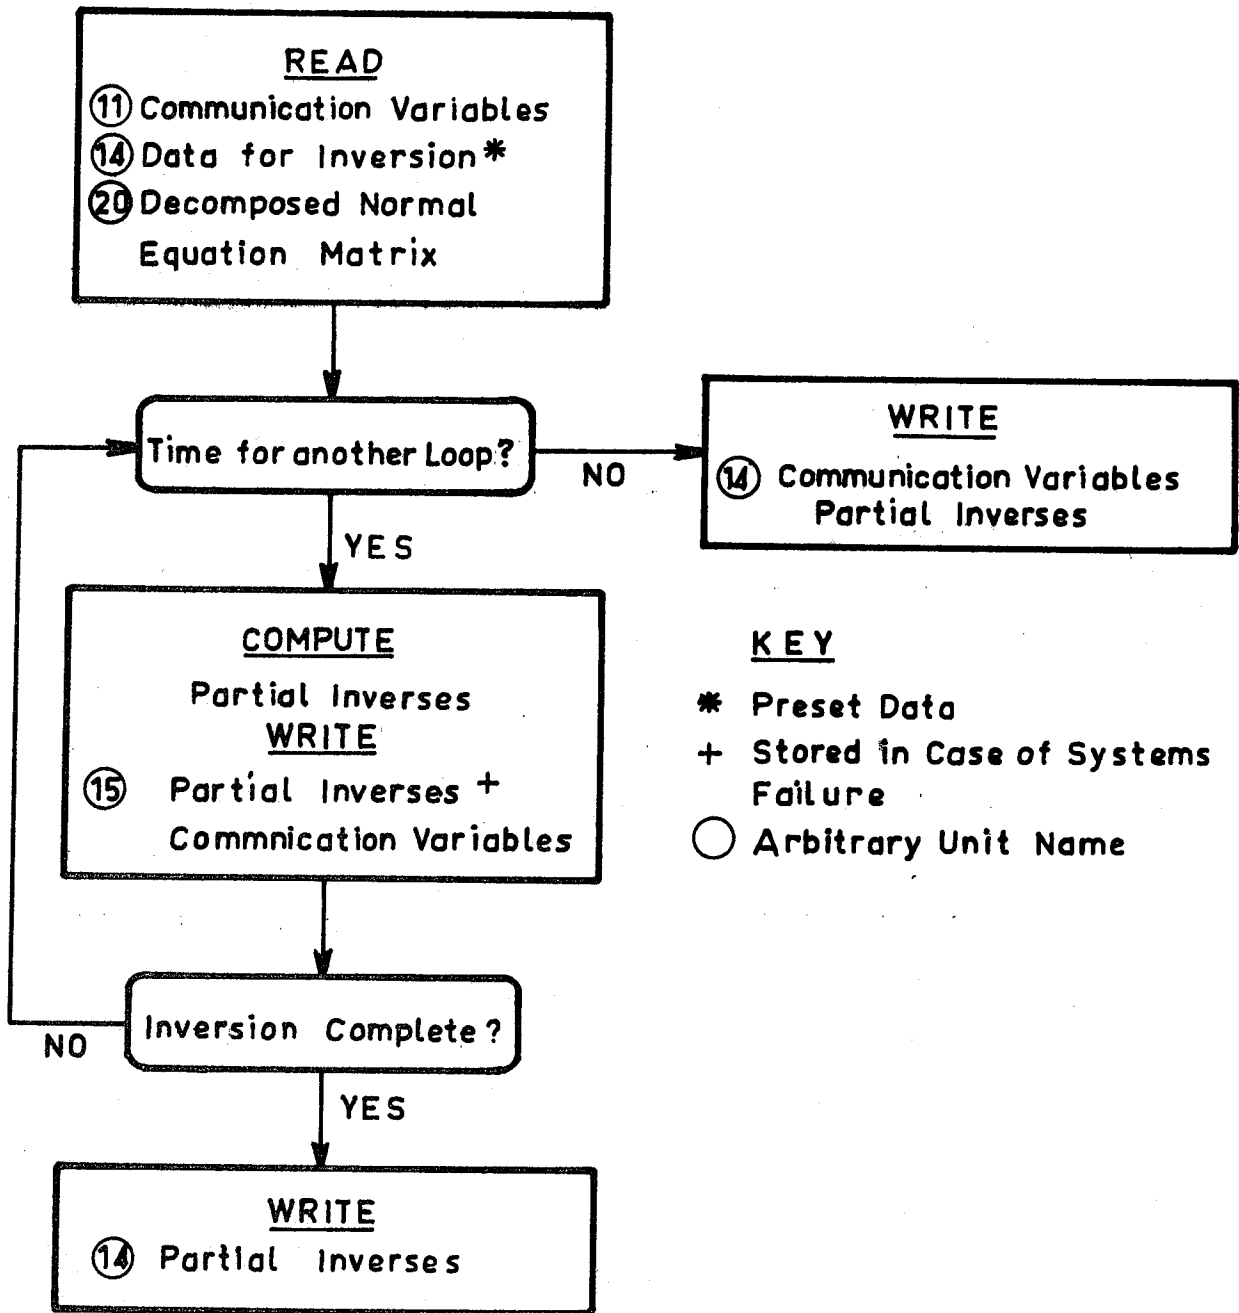 READ
11 Communication Variables
14 Data for Inversion*
20 Decomposed Normal
Equation Matrix
Time for another Loop?
NO
WRITE
14 Communication Variables
Partial Inverses
YES
COMPUTE
Partial Inverses
WRITE
15 Partial Inverses +
Commnication Variables
KEY
* Preset Data
+ Stored in Case of Systems
Failure
Arbitrary Unit Name
Inversion Complete?
NO
YES
WRITE
14 Partial Inverses